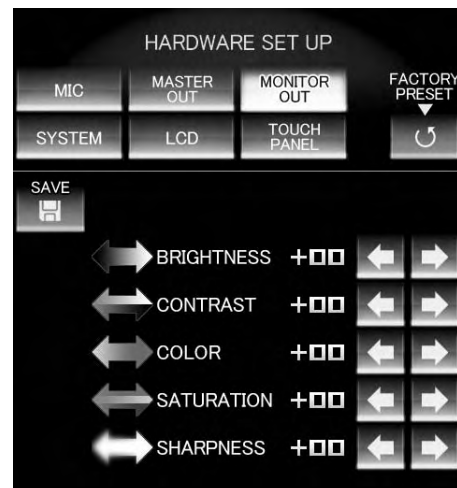 HARDWARE SET UP
MIC
MASTER
OUT
MONITOR
OUT
FACTORY
PRESET
SYSTEM
LCD
TOUCH
PANEL
SAVE
BRIGHTNESS +00
CONTRAST +00
COLOR +00
SATURATION +00
SHARPNESS +00